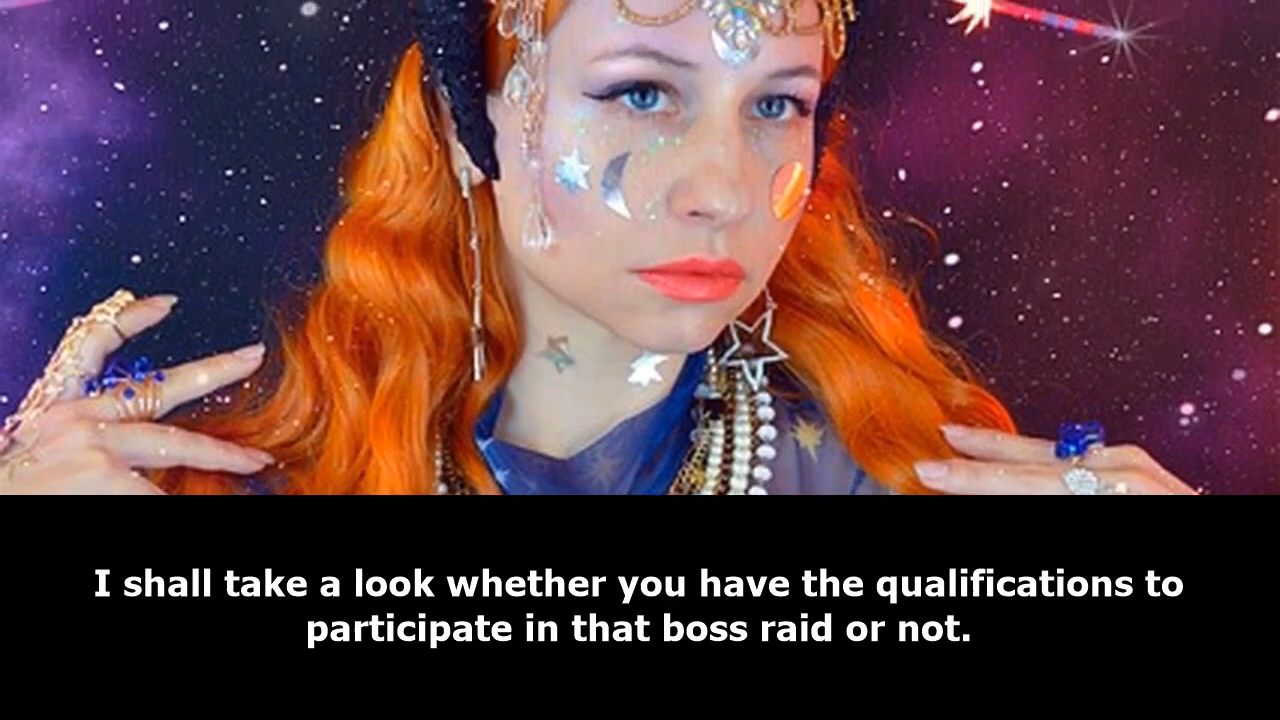 I shall take a look whether you have the qualifications to
participate in that boss raid or not.